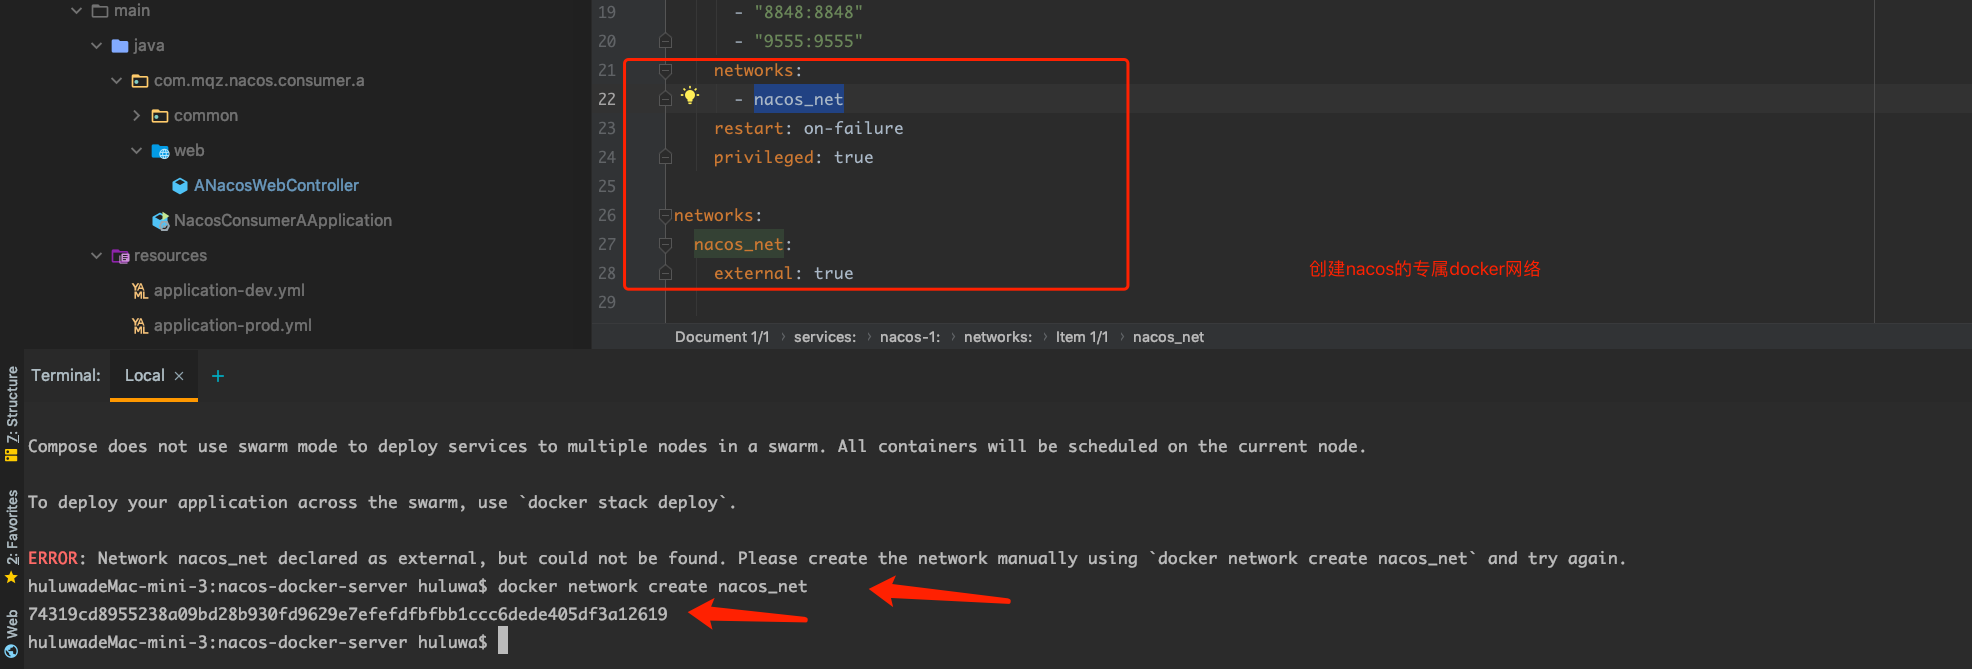 main
java
com.mqz.nacos.consumer.a
common
web
ANacosWebController
NacosConsumerAApplication
resources
application-dev.yml
application-prod.yml
19 - "8848:8848"
20 - "9555:9555"
21 networks:
22 - nacos_net
23 restart: on-failure
24 privileged: true
25
26 networks:
27 nacos_net:
28 external: true
29
创建nacos的专属docker网络
Document 1/1 › services: › nacos-1: › networks: › Item 1/1 › nacos_net
7: Structure
2: Favorites
Web
Terminal: Local × +
Compose does not use swarm mode to deploy services to multiple nodes in a swarm. All containers will be scheduled on the current node.
To deploy your application across the swarm, use `docker stack deploy`.
ERROR: Network nacos_net declared as external, but could not be found. Please create the network manually using `docker network create nacos_net` and try again.
huluwadeMac-mini-3:nacos-docker-server huluwa$ docker network create nacos_net
74319cd8955238a09bd28b930fd9629e7efefdfbfbb1ccc6dede405df3a12619
huluwadeMac-mini-3:nacos-docker-server huluwa$